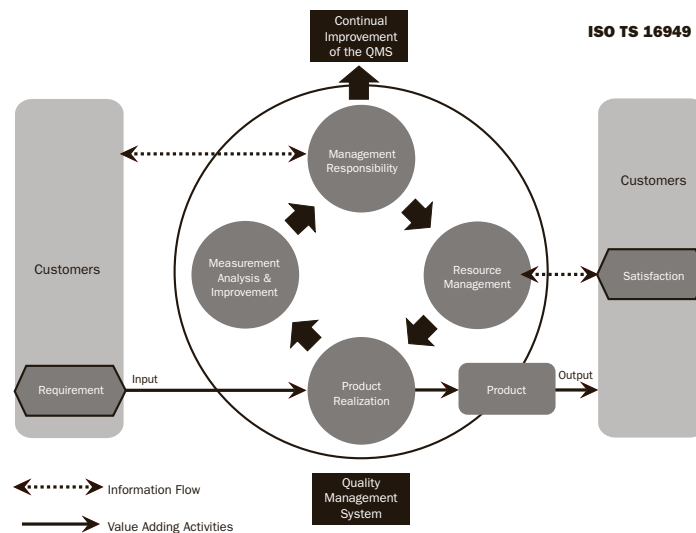 Continual
Improvement
of the QMS
ISO TS 16949
Management
Responsibility
Customers
Customers
Measurement
Analysis &
Improvement
Resource
Management
Satisfaction
Requirement
Input
Product
Realization
Product
Output
Quality
Management
System
Information Flow
Value Adding Activities